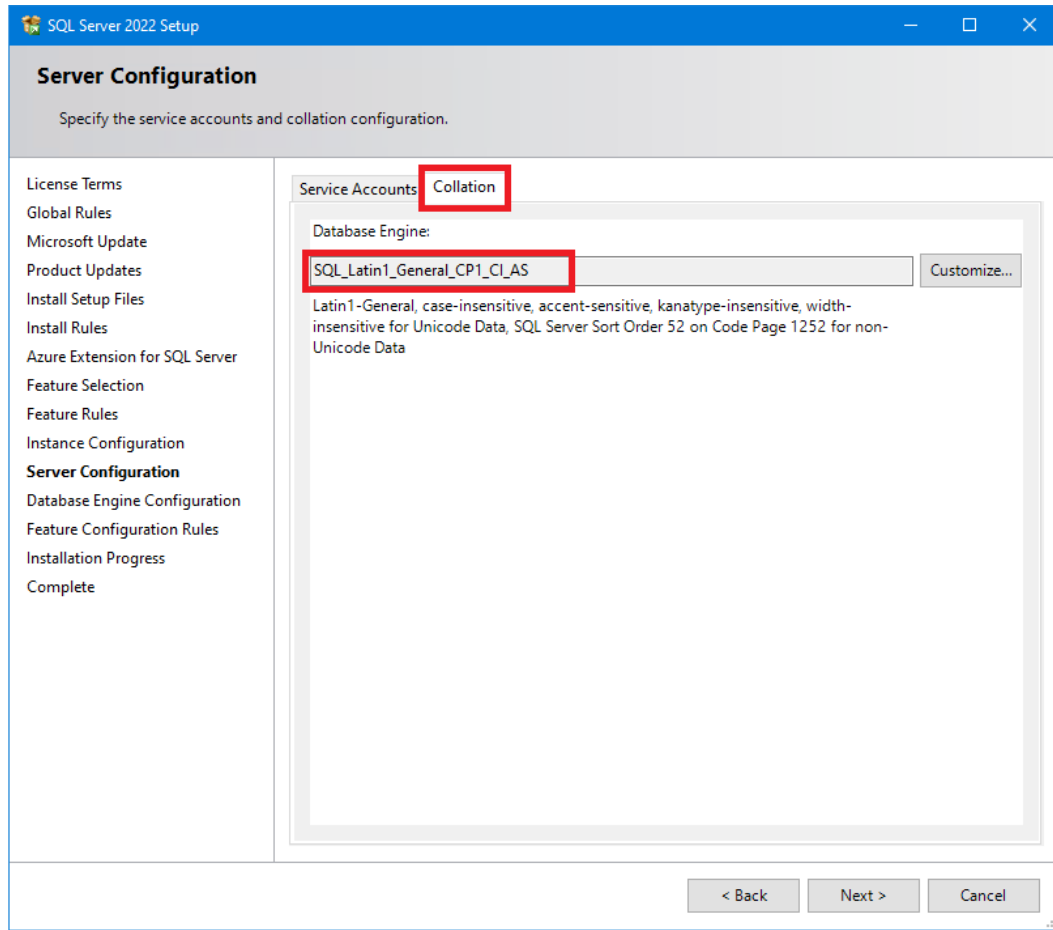 SQL Server 2022 Setup
Server Configuration
Specify the service accounts and collation configuration.
License Terms
Global Rules
Microsoft Update
Product Updates
Install Setup Files
Install Rules
Azure Extension for SQL Server
Feature Selection
Feature Rules
Instance Configuration
Server Configuration
Database Engine Configuration
Feature Configuration Rules
Installation Progress
Complete
Service Accounts Collation
Database Engine:
SQL_Latin1_General_CP1_CI_AS Customize...
Latin1-General, case-insensitive, accent-sensitive, kanatype-insensitive, width-
insensitive for Unicode Data, SQL Server Sort Order 52 on Code Page 1252 for non-
Unicode Data
< Back Next > Cancel